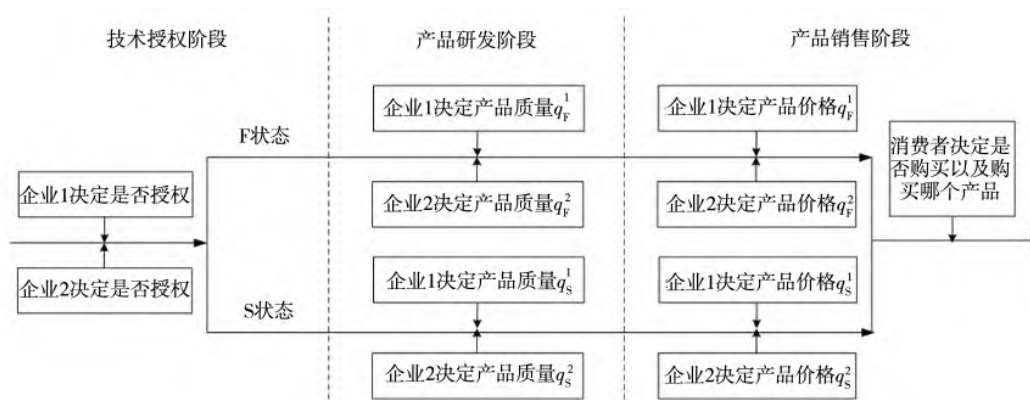 技术授权阶段
产品研发阶段
产品销售阶段
企业1决定产品质量q_F^1
企业1决定产品价格q_F^1
F状态
消费者决定是
否购买以及购
买哪个产品
企业1决定是否授权
企业2决定产品质量q_F^2
企业2决定产品价格q_F^2
企业2决定是否授权
企业1决定产品质量q_S^1
企业1决定产品价格q_S^1
S状态
企业2决定产品质量q_S^2
企业2决定产品价格q_S^2